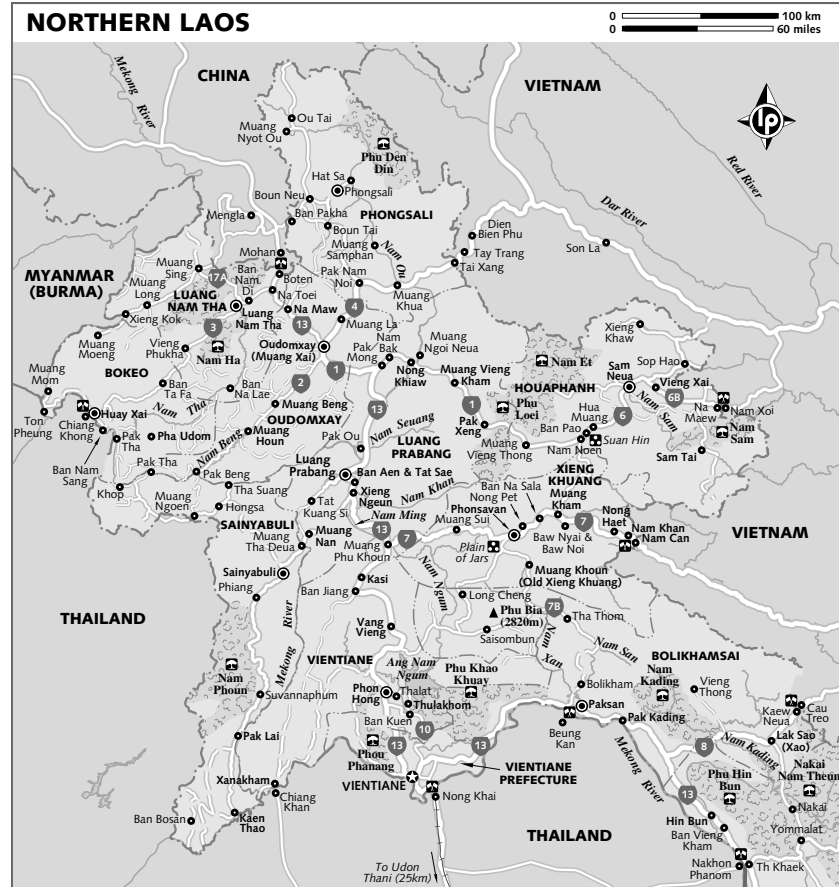 NORTHERN LAOS
0 100 km
0 60 miles
CHINA
VIETNAM
Mekong
River
Ou Tai
Muang
Nyot Ou
Phu Den
Din
lp
Hat Sa
Phongsali
Red River
Boun Neu
Mengla
Ban Pakha
PHONGSALI
Boun Tai
Dar River
Dien
Bien Phu
Muang
Samphan
Nam Ou
Son La
Mohan
Tay Trang
Tai Xang
MYANMAR
(BURMA)
Muang
Sing
17A
Ban
Nam
Di
Boten
Pak Nam
Noi
Muang
Long
LUANG
NAM THA
Na Toei
Muang
Khua
Luang
Nam Tha
Na Maw
4
Xieng Kok
3
13
Muang La
Xieng
Khaw
Muang
Moeng
Vieng
Phukha
Nam Ha
Oudomxay
(Muang Xai)
Nam
Bak
Muang
Ngoi Neua
Pak
Mong
Sop Hao
BOKEO
1
Nong
Khiaw
Muang Vieng
Kham
Nam Et
Sam
Neua
Muang
Mom
Ban
Ta Fa
Ban
Na Lae
2
HOUAPHANH
Vieng Xai
6B
Huay Xai
Nam
Tha
Muang Beng
13
1
Phu
Loei
Hua
Muang
6
Nam Sam
Na
Maew
Nam Xoi
Ton
Pheung
Chiang
Khong
OUDOMXAY
Pak
Xeng
Ban Pao
Suan Hin
Nam
Sam
Pak
Tha
Pha Udom
Muang
Houn
Pak Ou
Nam Seuang
LUANG
PRABANG
Muang
Vieng Thong
Nam Noen
Sam Tai
Ban Nam
Sang
Pak Tha
Nam Beng
Luang
Prabang
Ban Aen & Tat Sae
XIENG
KHUANG
Pak Beng
Xieng
Ngeun
Nam Khan
Ban Na Sala
Nong Pet
Muang
Kham
Khop
Tha Suang
Tat
Kuang Si
Phonsavan
Nong
Haet
Muang
Ngoen
Hongsa
Nam Ming
Muang Sui
7
Nam Khan
Nam Can
VIETNAM
SAINYABULI
Muang
Nan
13
7
Plain
of Jars
Baw Nyai &
Baw Noi
Muang
Tha Deua
Muang
Phu Khoun
Muang Khoun
(Old Xieng Khuang)
Sainyabuli
Kasi
Nam
Ngum
Phiang
Ban Jiang
Long Cheng
THAILAND
Mekong
River
Phu Bia
(2820m)
7B
Tha Thom
Vang
Vieng
Saisombun
Nam
Xan
Nam San
BOLIKHAMSAI
VIENTIANE
Ang Nam
Ngum
Phu Khao
Khuay
Nam
Kading
Vieng
Thong
Nam
Phoun
Phon
Hong
Thalat
Bolikham
Suvannaphum
Thulakhom
Paksan
Kaew
Neua
Cau
Treo
Ban Kuen
10
Beung
Kan
Pak Kading
Lak Sao
(Xao)
Pak Lai
13
13
8
Nam Kading
Phou
Phanang
VIENTIANE
PREFECTURE
Mekong
River
Phu Hin
Bun
Nakai
Nam Theun
Xanakham
VIENTIANE
Chiang
Khan
Nong Khai
13
Nakai
Ban Bosan
Kaen
Thao
THAILAND
Hin Bun
Ban Vieng
Kham
Yommalat
To Udon
Thani (25km)
Nakhon
Phanom
Th Khaek